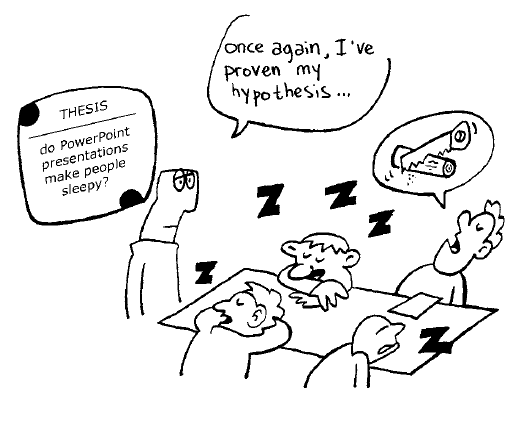 once again, I've
proven my
hypothesis...
THESIS
do PowerPoint
presentations
make people
sleepy?
Z
Z
Z
Z
Z